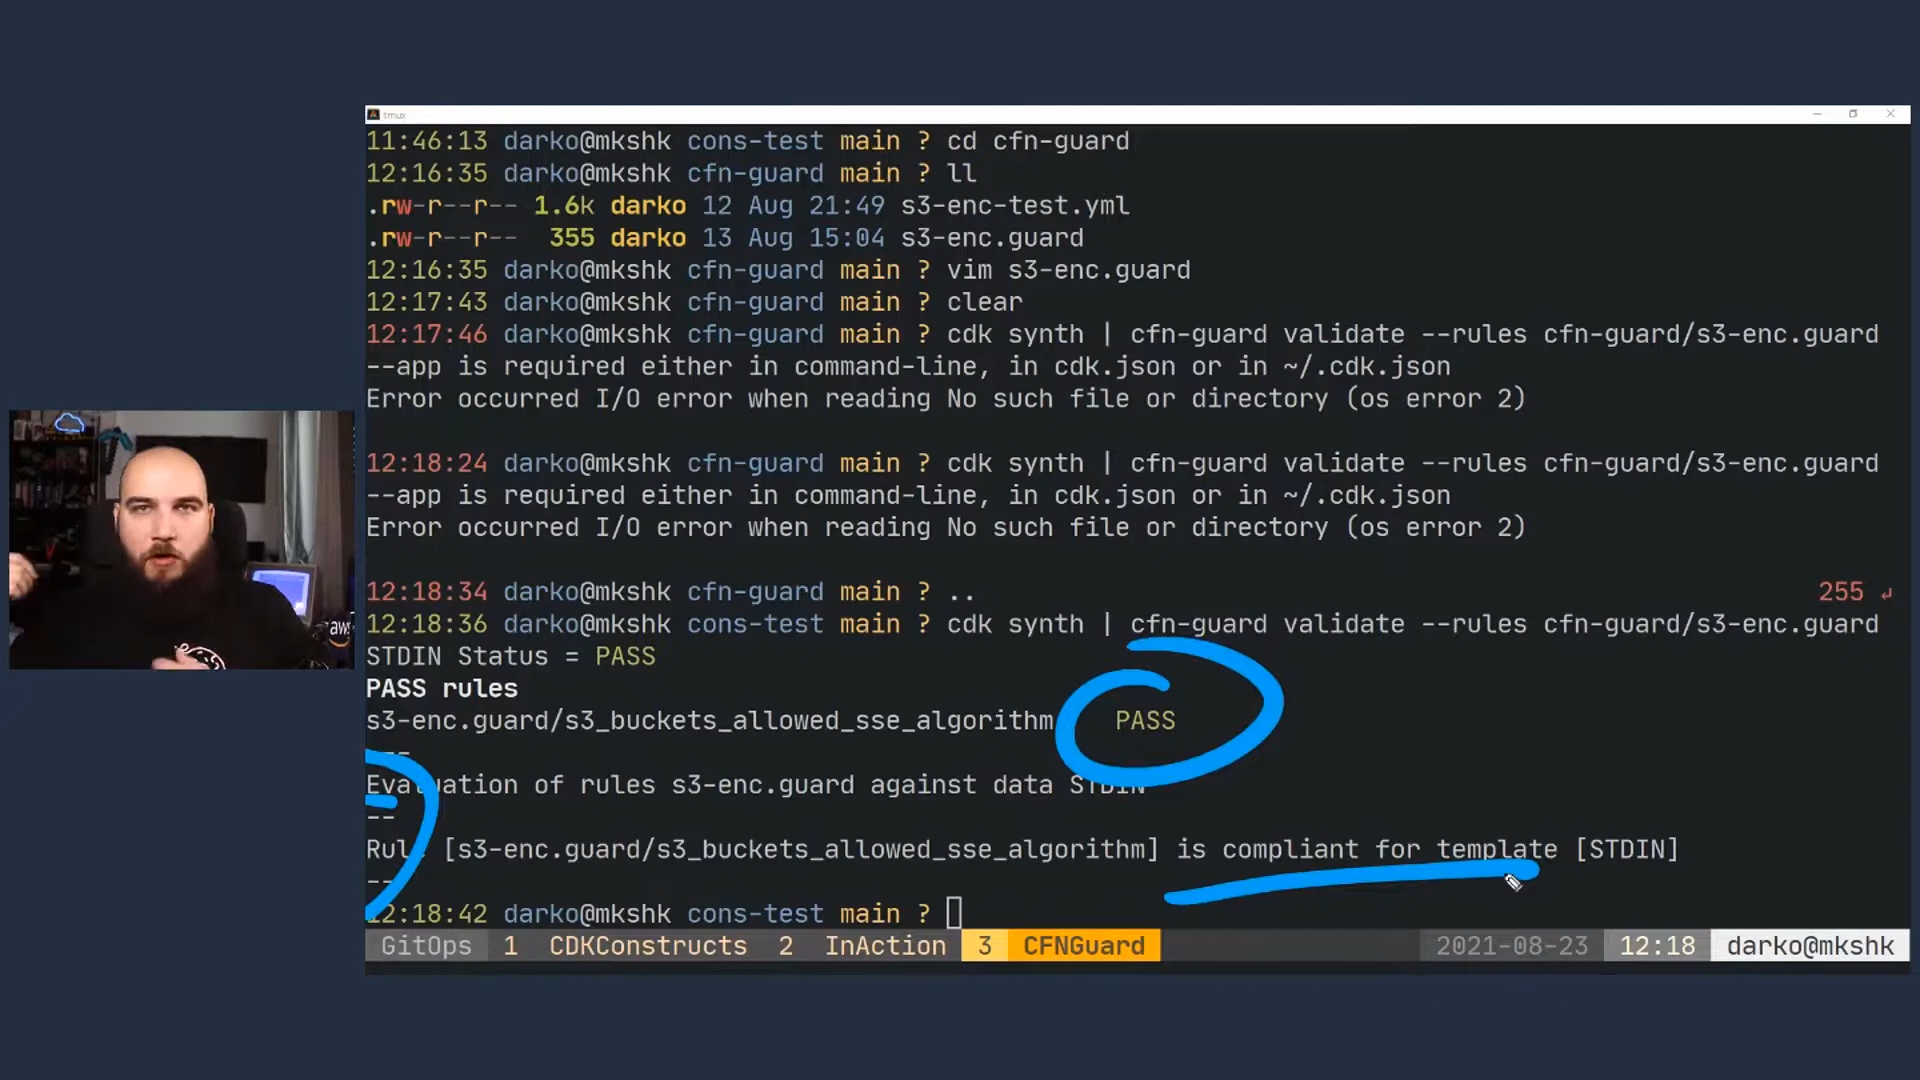 tmux
11:46:13 darko@mkshk cons-test main ? cd cfn-guard
12:16:35 darko@mkshk cfn-guard main ? ll
.rw-r--r-- 1.6k darko 12 Aug 21:49 s3-enc-test.yml
.rw-r--r-- 355 darko 13 Aug 15:04 s3-enc.guard
12:16:35 darko@mkshk cfn-guard main ? vim s3-enc.guard
12:17:43 darko@mkshk cfn-guard main ? clear
12:17:46 darko@mkshk cfn-guard main ? cdk synth | cfn-guard validate --rules cfn-guard/s3-enc.guard
--app is required either in command-line, in cdk.json or in ~/.cdk.json
Error occurred I/O error when reading No such file or directory (os error 2)
12:18:24 darko@mkshk cfn-guard main ? cdk synth | cfn-guard validate --rules cfn-guard/s3-enc.guard
--app is required either in command-line, in cdk.json or in ~/.cdk.json
Error occurred I/O error when reading No such file or directory (os error 2)
12:18:34 darko@mkshk cfn-guard main ? .. 255 ↵
12:18:36 darko@mkshk cons-test main ? cdk synth | cfn-guard validate --rules cfn-guard/s3-enc.guard
STDIN Status = PASS
PASS rules
s3-enc.guard/s3_buckets_allowed_sse_algorithm PASS
---
Evaluation of rules s3-enc.guard against data STDIN
--
Rule [s3-enc.guard/s3_buckets_allowed_sse_algorithm] is compliant for template [STDIN]
--
12:18:42 darko@mkshk cons-test main ?
GitOps 1 CDKConstructs 2 InAction 3 CFNGuard 2021-08-23 12:18 darko@mkshk
aws